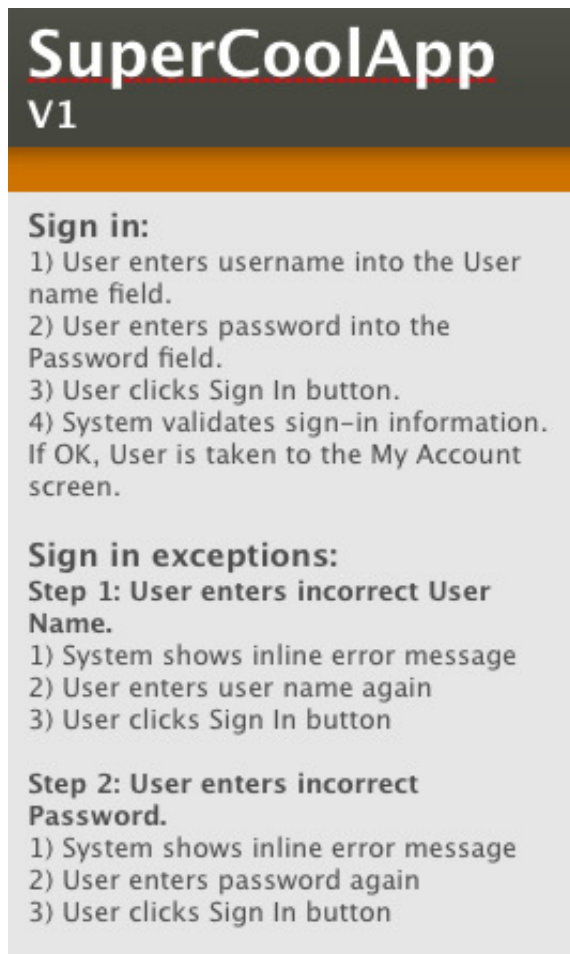 SuperCoolApp
V1
Sign in:
1) User enters username into the User
name field.
2) User enters password into the
Password field.
3) User clicks Sign In button.
4) System validates sign-in information.
If OK, User is taken to the My Account
screen.
Sign in exceptions:
Step 1: User enters incorrect User
Name.
1) System shows inline error message
2) User enters user name again
3) User clicks Sign In button
Step 2: User enters incorrect
Password.
1) System shows inline error message
2) User enters password again
3) User clicks Sign In button